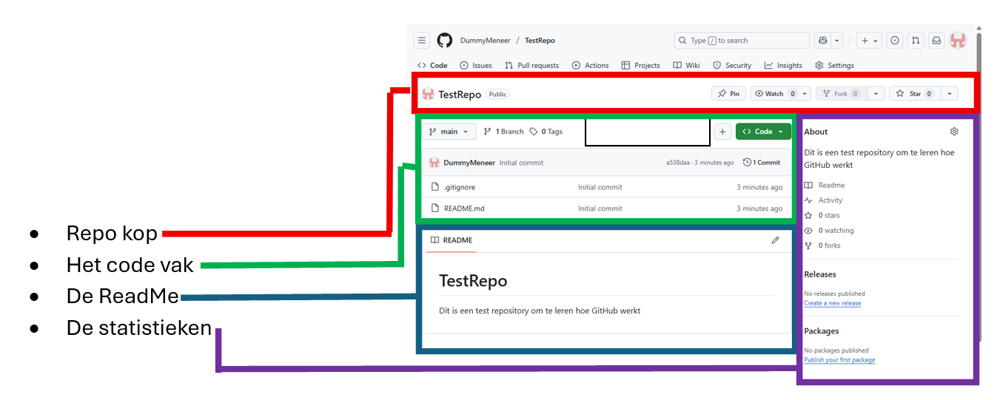 DummyMeneer / TestRepo
Type / to search
Code Issues Pull requests Actions Projects Wiki Security Insights Settings
TestRepo Public
Pin Watch 0 Fork 0 Star 0
main 1 Branch 0 Tags
Code
DummyMeneer Initial commit a538daa · 3 minutes ago 1 Commit
.gitignore Initial commit 3 minutes ago
README.md Initial commit 3 minutes ago
README
TestRepo
Dit is een test repository om te leren hoe GitHub werkt
About
Dit is een test repository om te leren hoe
GitHub werkt
Readme
Activity
0 stars
0 watching
0 forks
Releases
No releases published
Create a new release
Packages
No packages published
Publish your first package
• Repo kop
• Het code vak
• De ReadMe
• De statistieken